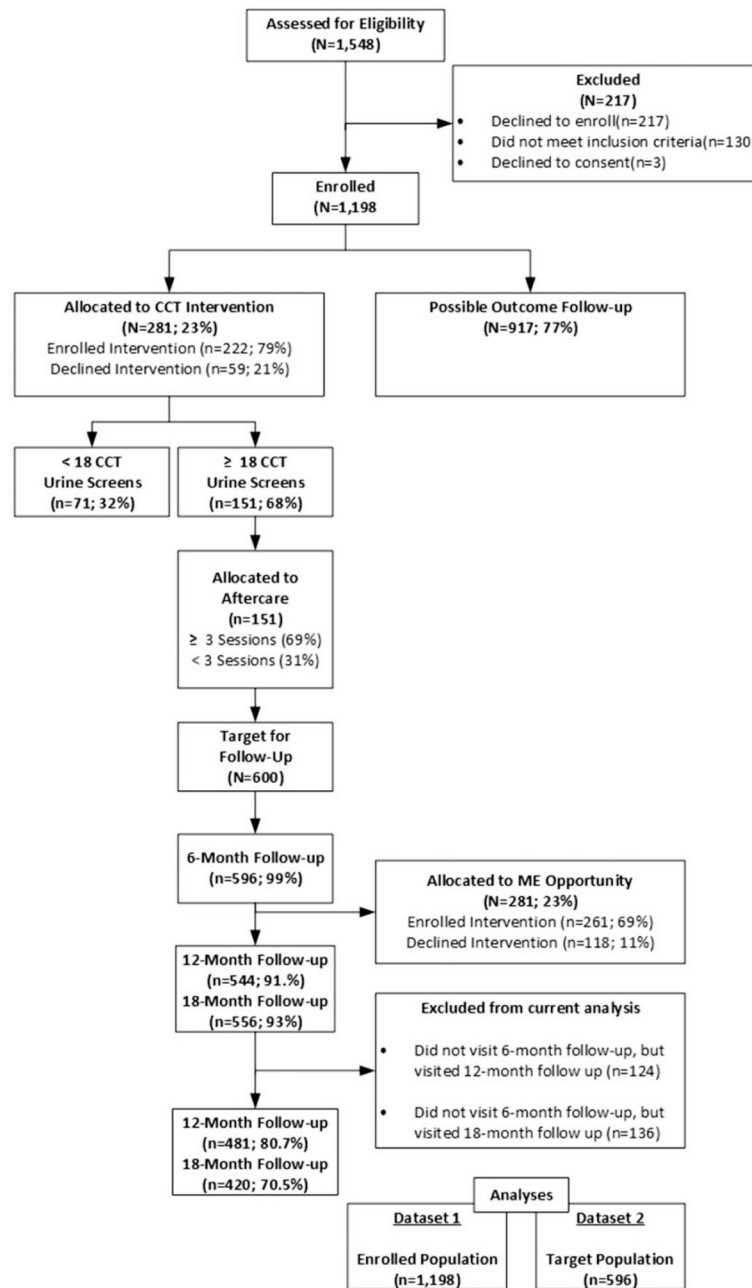 Assessed for Eligibility
(N=1,548)
Excluded
(N=217)
• Declined to enroll(n=217)
• Did not meet inclusion criteria(n=130
• Declined to consent(n=3)
Enrolled
(N=1,198
Allocated to CCT Intervention
(N=281; 23%)
Enrolled Intervention (n=222; 79%)
Declined Intervention (n=59; 21%)
Possible Outcome Follow-up
(N=917; 77%)
< 18 CCT
Urine Screens
(n=71; 32%)
≥ 18 CCT
Urine Screens
(n=151; 68%)
Allocated to
Aftercare
(n=151)
≥ 3 Sessions (69%)
< 3 Sessions (31%)
Target for
Follow-Up
(N=600)
6-Month Follow-up
(n=596; 99%)
Allocated to ME Opportunity
(N=281; 23%)
Enrolled Intervention (n=261; 69%)
Declined Intervention (n=118; 11%)
12-Month Follow-up
(n=544; 91.%)
18-Month Follow-up
(n=556; 93%)
Excluded from current analysis
• Did not visit 6-month follow-up, but
visited 12-month follow up (n=124)
• Did not visit 6-month follow-up, but
visited 18-month follow up (n=136)
12-Month Follow-up
(n=481; 80.7%)
18-Month Follow-up
(n=420; 70.5%)
Analyses
Dataset 1
Enrolled Population
(n=1,198)
Dataset 2
Target Population
(n=596)